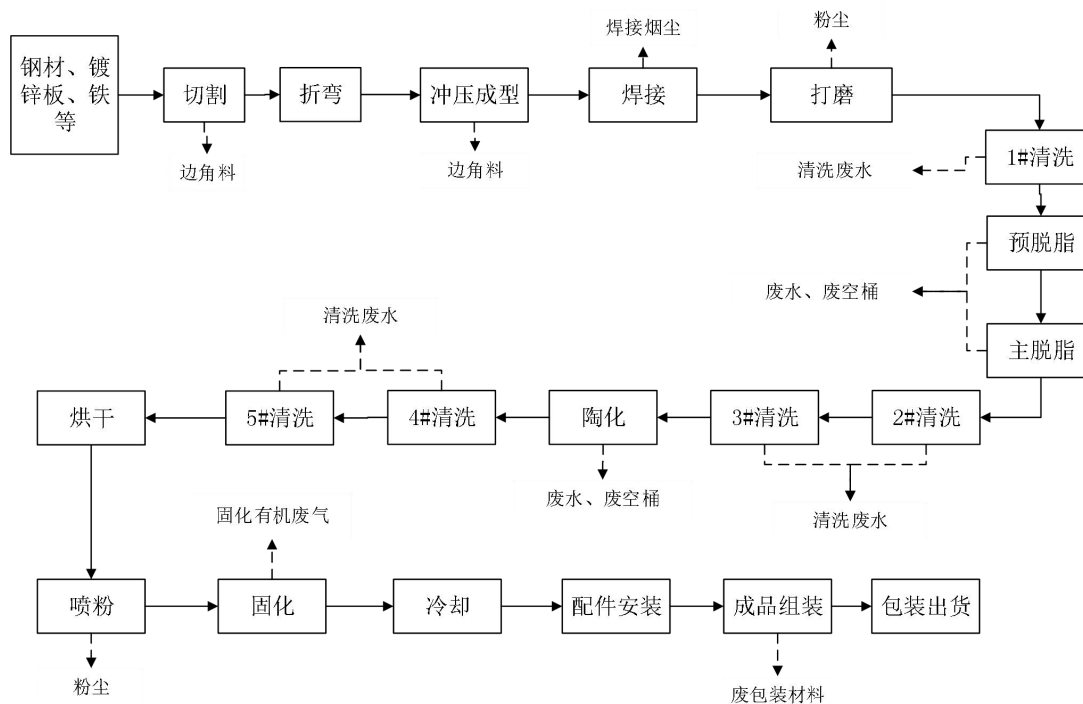 焊接烟尘
粉尘
钢材、镀
锌板、铁
等
切割
折弯
冲压成型
焊接
打磨
边角料
边角料
1#清洗
清洗废水
预脱脂
废水、废空桶
主脱脂
清洗废水
烘干
5#清洗
4#清洗
陶化
3#清洗
2#清洗
废水、废空桶
清洗废水
固化有机废气
喷粉
固化
冷却
配件安装
成品组装
包装出货
粉尘
废包装材料